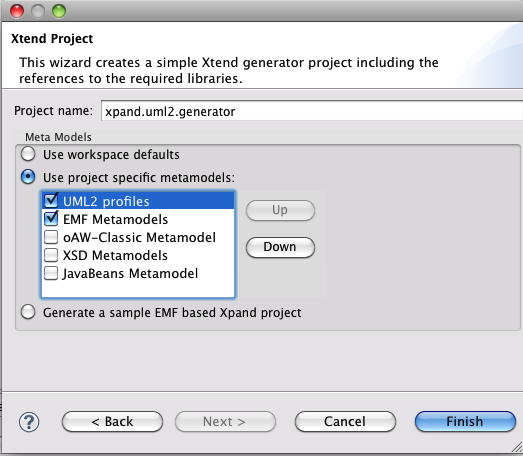 Xtend Project
This wizard creates a simple Xtend generator project including the
references to the required libraries.
Project name: xpand.uml2.generator
Meta Models
Use workspace defaults
Use project specific metamodels:
UML2 profiles
EMF Metamodels
oAW-Classic Metamodel
XSD Metamodels
JavaBeans Metamodel
Up
Down
Generate a sample EMF based Xpand project
?
< Back
Next >
Cancel
Finish